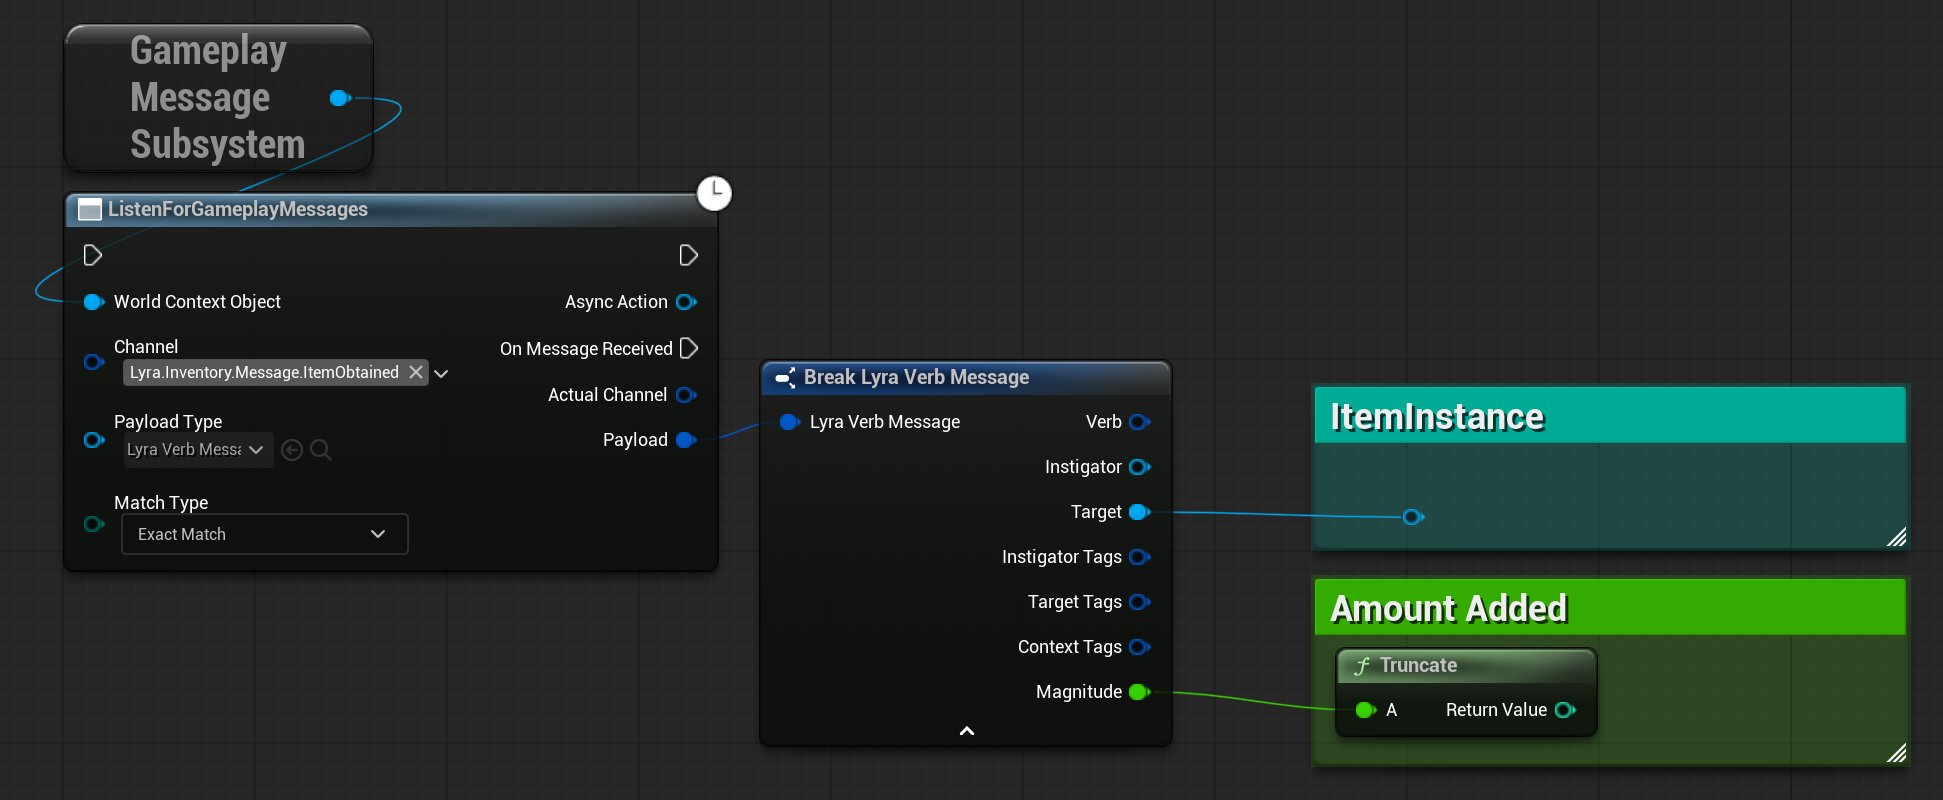 Gameplay
Message
Subsystem
ListenForGameplayMessages
World Context Object
Async Action
Channel
Lyra.Inventory.Message.ItemObtained
On Message Received
Actual Channel
Payload Type
Lyra Verb Messa
Payload
Match Type
Exact Match
Break Lyra Verb Message
Lyra Verb Message
Verb
Instigator
Target
Instigator Tags
Target Tags
Context Tags
Magnitude
ItemInstance
Amount Added
f Truncate
A
Return Value